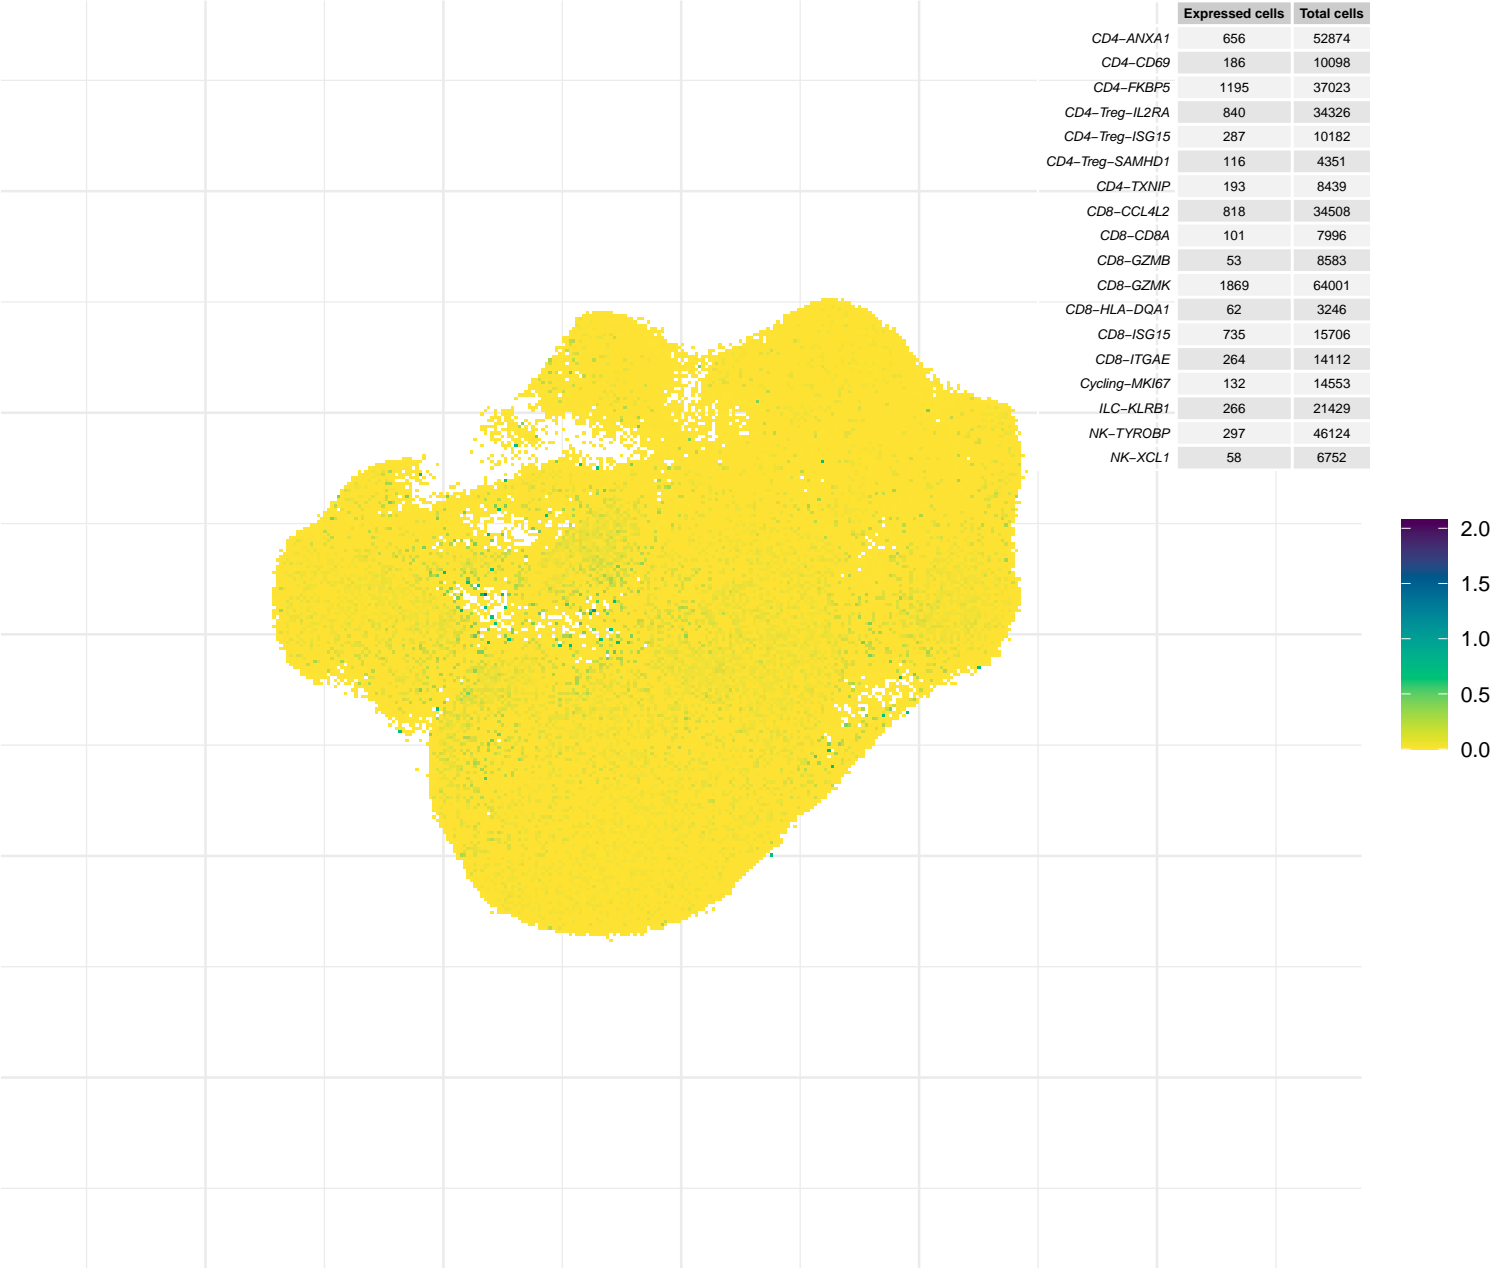 Expressed cells Total cells
CD4−ANXA1 656 52874
CD4−CD69 186 10098
CD4−FKBP5 1195 37023
CD4−Treg−IL2RA 840 34326
CD4−Treg−ISG15 287 10182
CD4−Treg−SAMHD1 116 4351
CD4−TXNIP 193 8439
CD8−CCL4L2 818 34508
CD8−CD8A 101 7996
CD8−GZMB 53 8583
CD8−GZMK 1869 64001
CD8−HLA−DQA1 62 3246
CD8−ISG15 735 15706
CD8−ITGAE 264 14112
Cycling−MKI67 132 14553
ILC−KLRB1 266 21429
NK−TYROBP 297 46124
NK−XCL1 58 6752
2.0
1.5
1.0
0.5
0.0